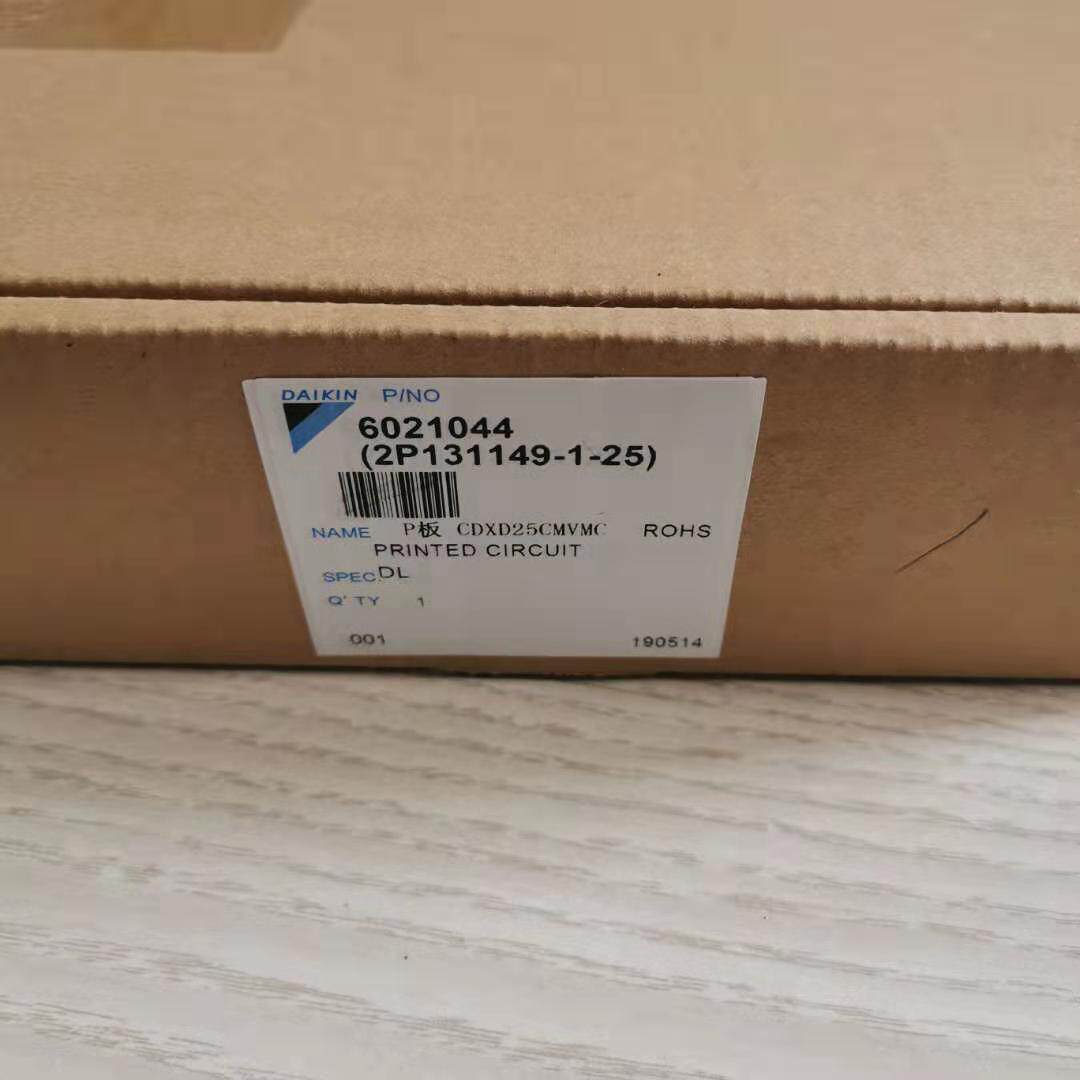 DAIKIN P/NO
6021044
(2P131149-1-25)
NAME P板 CDXD25CMVMC ROHS
PRINTED CIRCUIT
SPEC. DL
Q'TY 1
001 190514